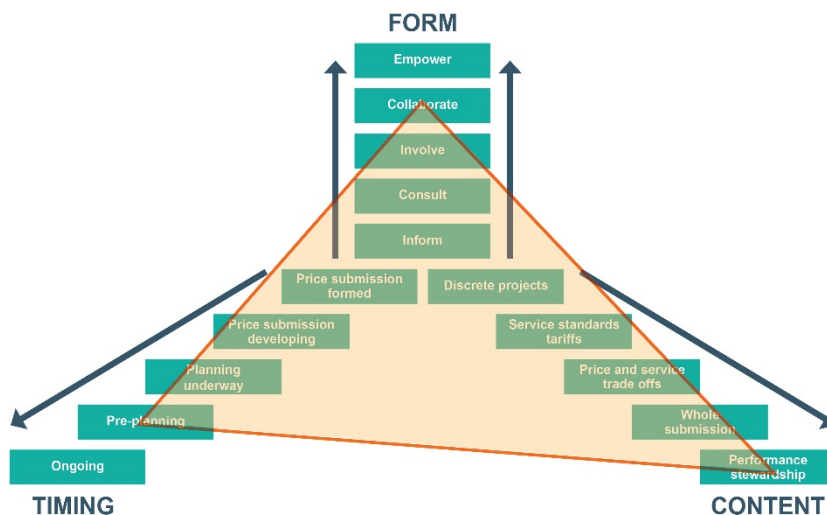 FORM
Empower
Collaborate
Involve
Consult
Inform
Price submission
formed
Discrete projects
Price submission
developing
Service standards
tariffs
Planning
underway
Price and service
trade offs
Pre-planning
Whole
submission
Ongoing
Performance
stewardship
TIMING
CONTENT